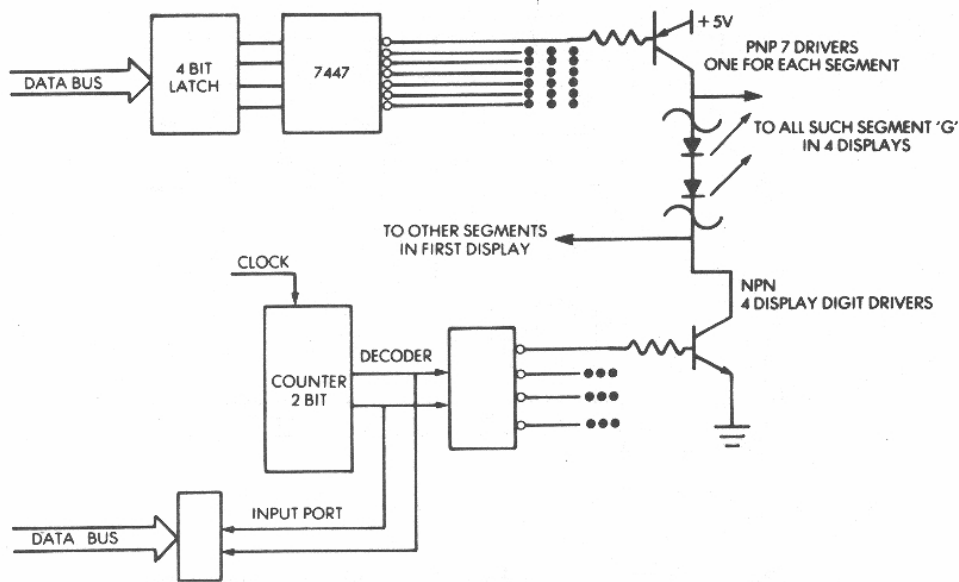 +5V
PNP 7 DRIVERS
ONE FOR EACH SEGMENT
4 BIT
LATCH
7447
DATA BUS
TO ALL SUCH SEGMENT 'G'
IN 4 DISPLAYS
TO OTHER SEGMENTS
IN FIRST DISPLAY
CLOCK
NPN
4 DISPLAY DIGIT DRIVERS
DECODER
COUNTER
2 BIT
INPUT PORT
DATA BUS